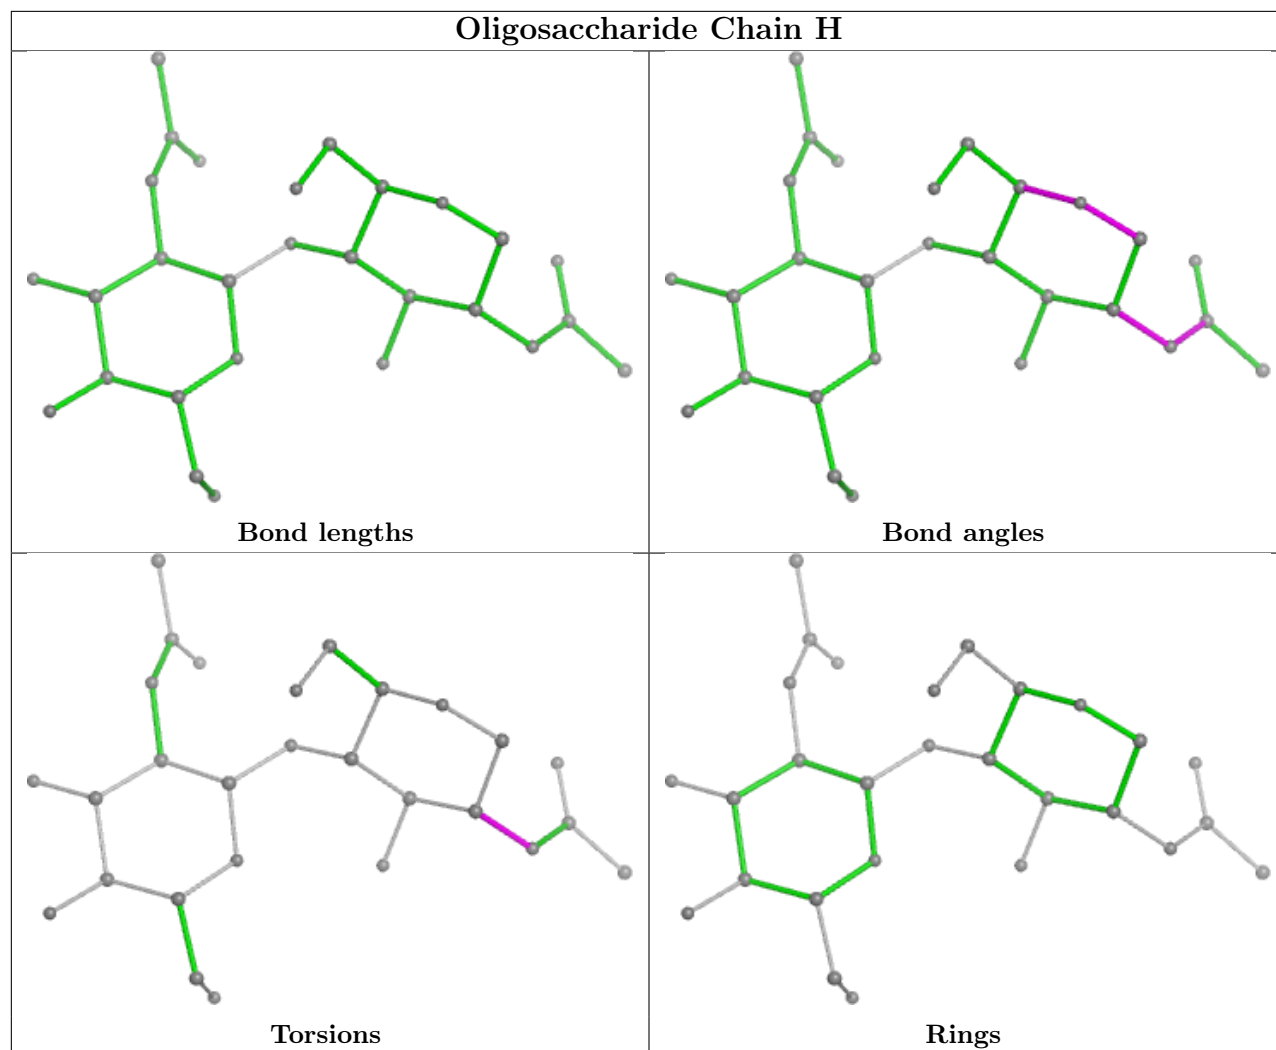 Oligosaccharide Chain H
Bond lengths
Bond angles
Torsions
Rings